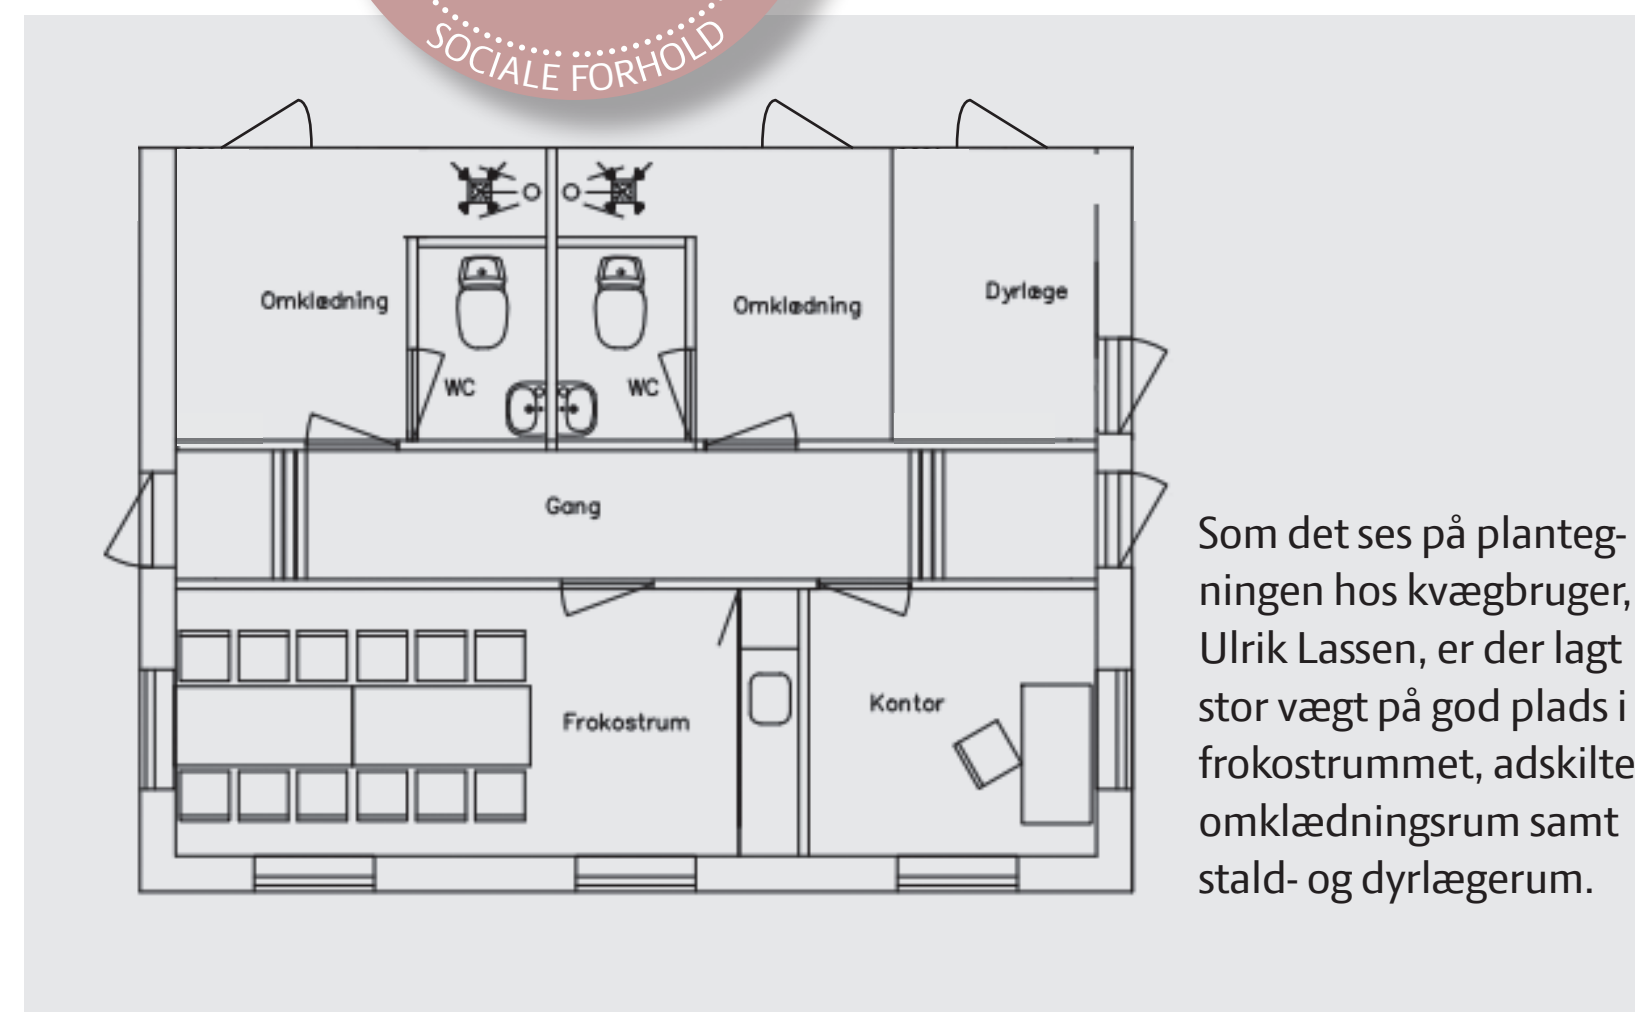 SOCIALE FORHOLD
Omklædning
Omklædning
Dyrlæge
WC
WC
Gang
Frokostrum
Kontor
Som det ses på planteg-
ningen hos kvægbruger,
Ulrik Lassen, er der lagt
stor vægt på god plads i
frokostrummet, adskilte
omklædningsrum samt
stald- og dyrlægerum.